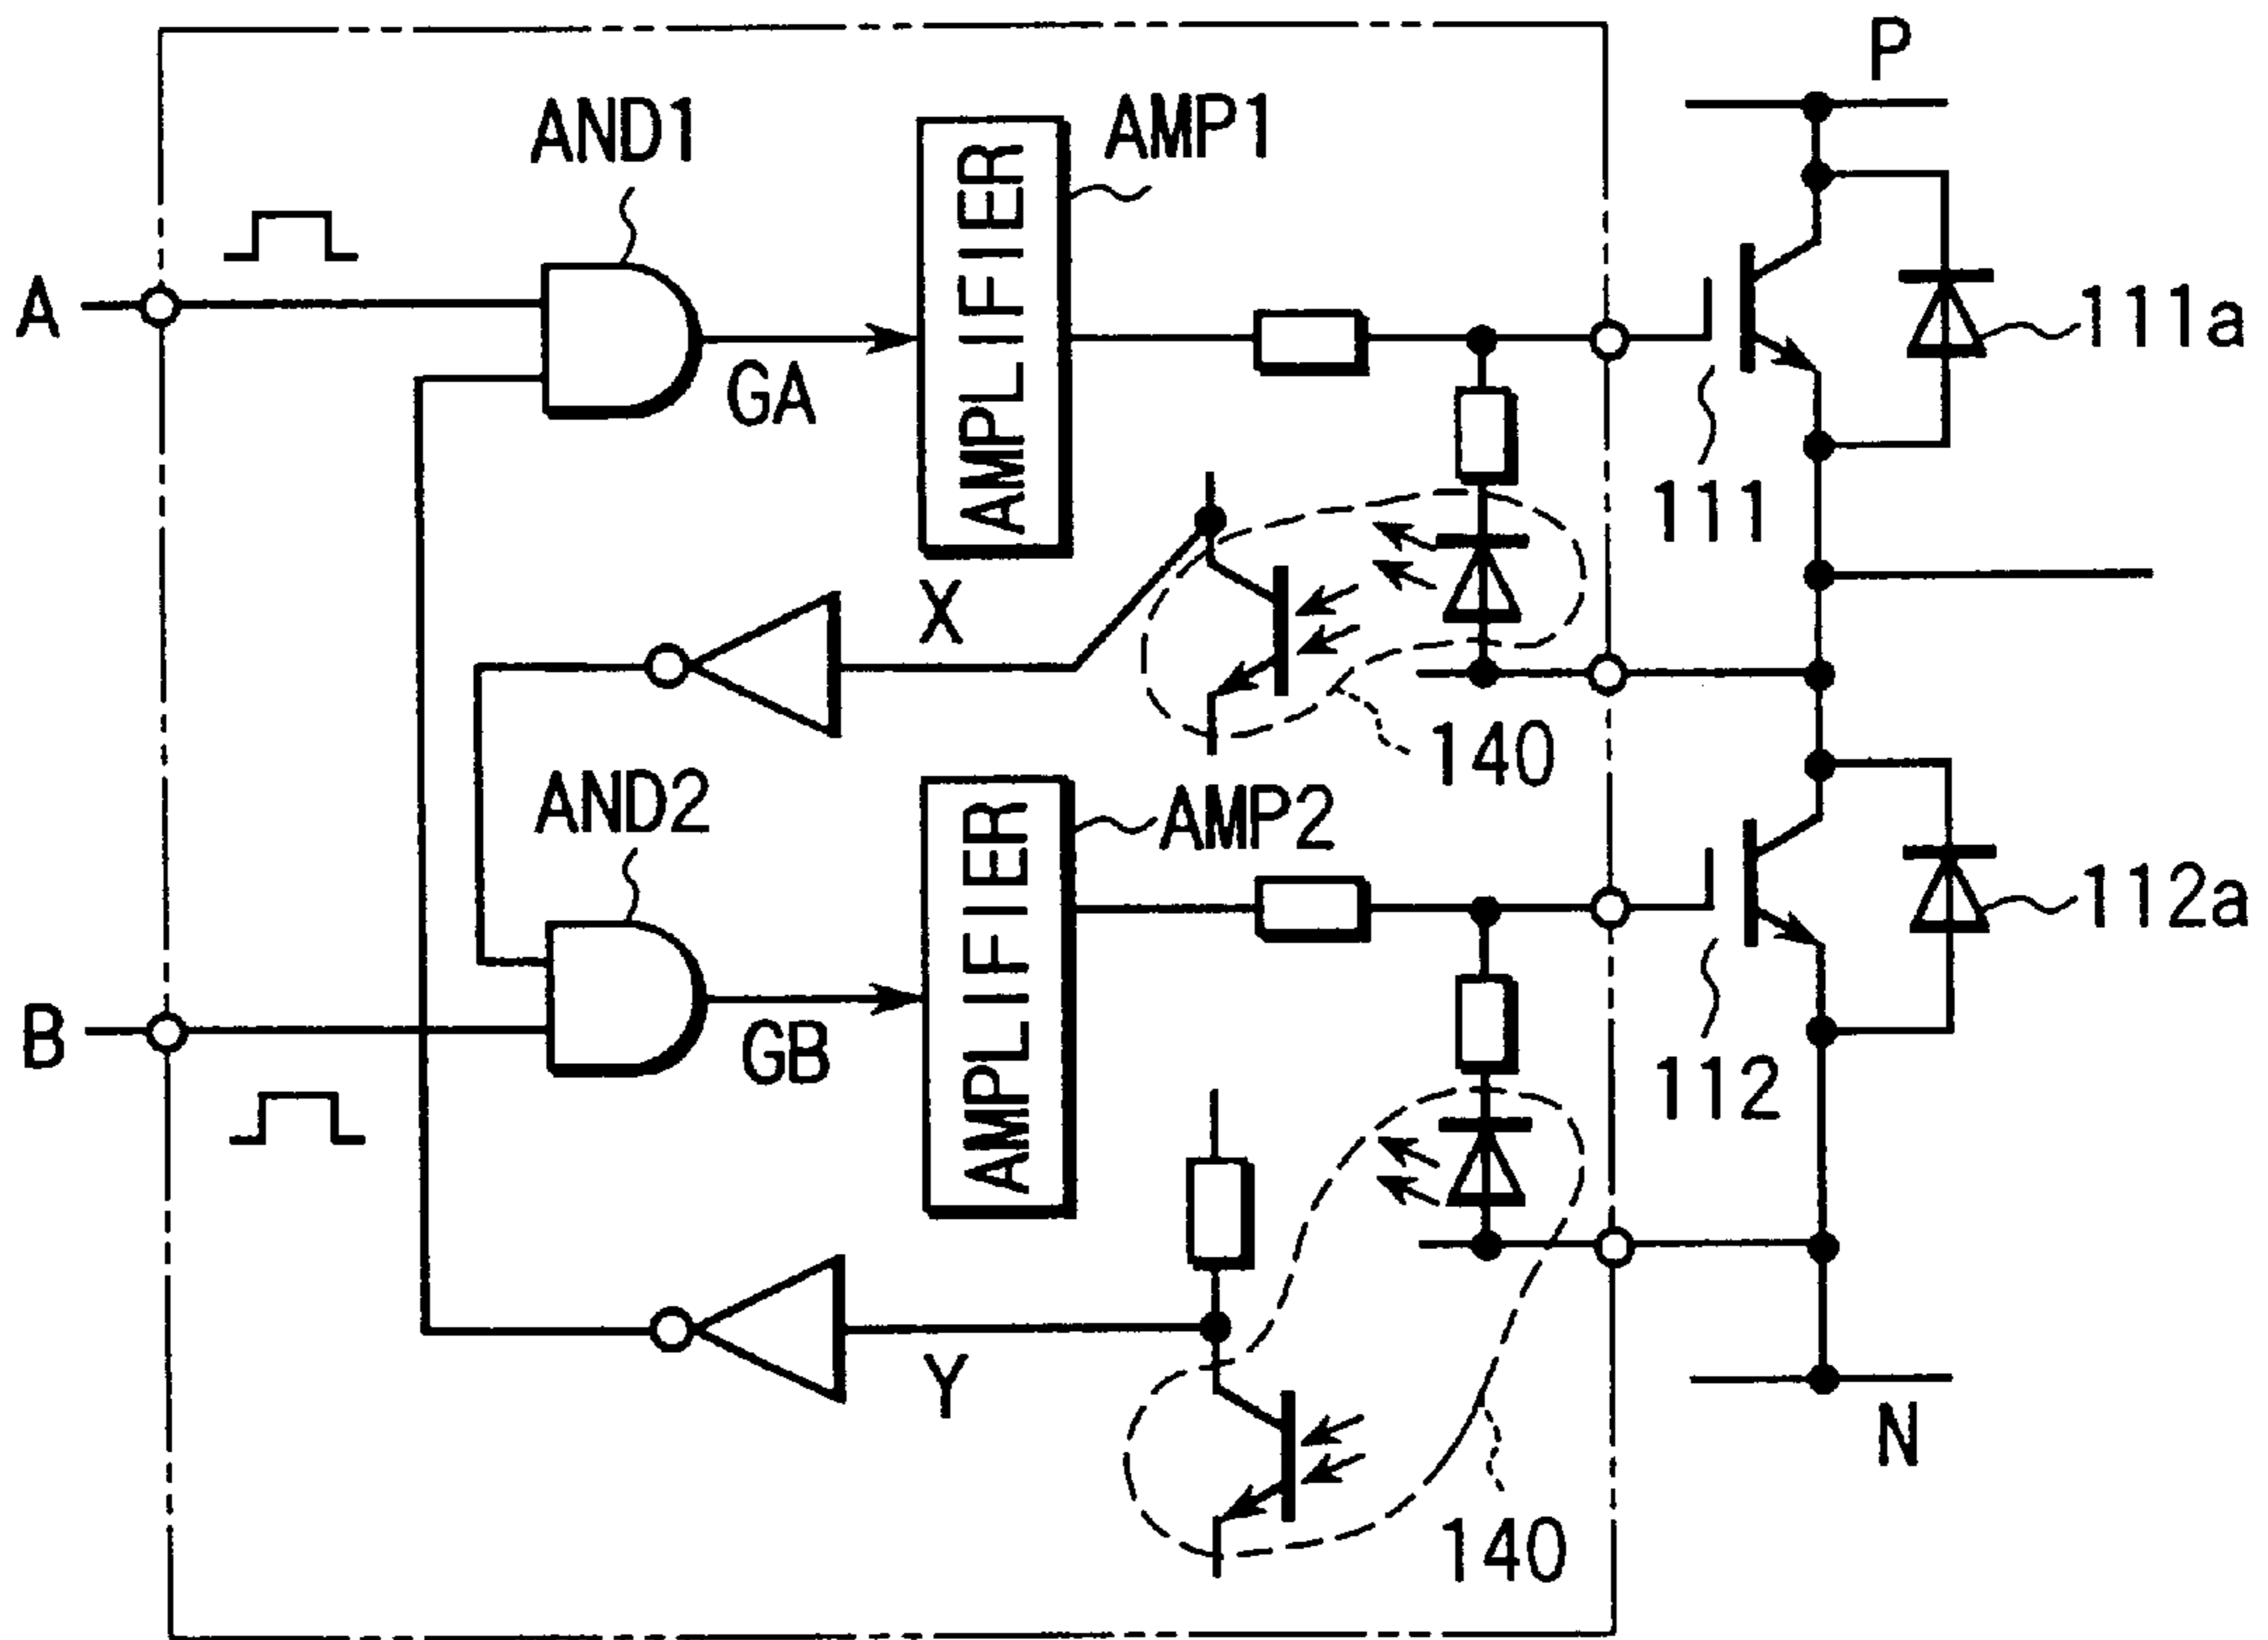 P
AND1
AMP1
A
AMPLIFIER
GA
111a
111
X
140
AND2
AMP2
AMPLIFIER
112a
B
GB
112
Y
N
140